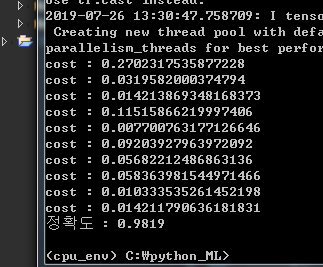 use tf.cast instead.
2019-07-26 13:30:47.758709: I tenso
Creating new thread pool with defa
parallelism_threads for best perfor
cost : 0.2702317535877228
cost : 0.0319582000374794
cost : 0.014213869348168373
cost : 0.11515866219997406
cost : 0.007700763177126646
cost : 0.09203927963972092
cost : 0.05682212486863136
cost : 0.058363981544971466
cost : 0.010333535261452198
cost : 0.014211790636181831
정확도 : 0.9819
(cpu_env) C:₩python_ML>